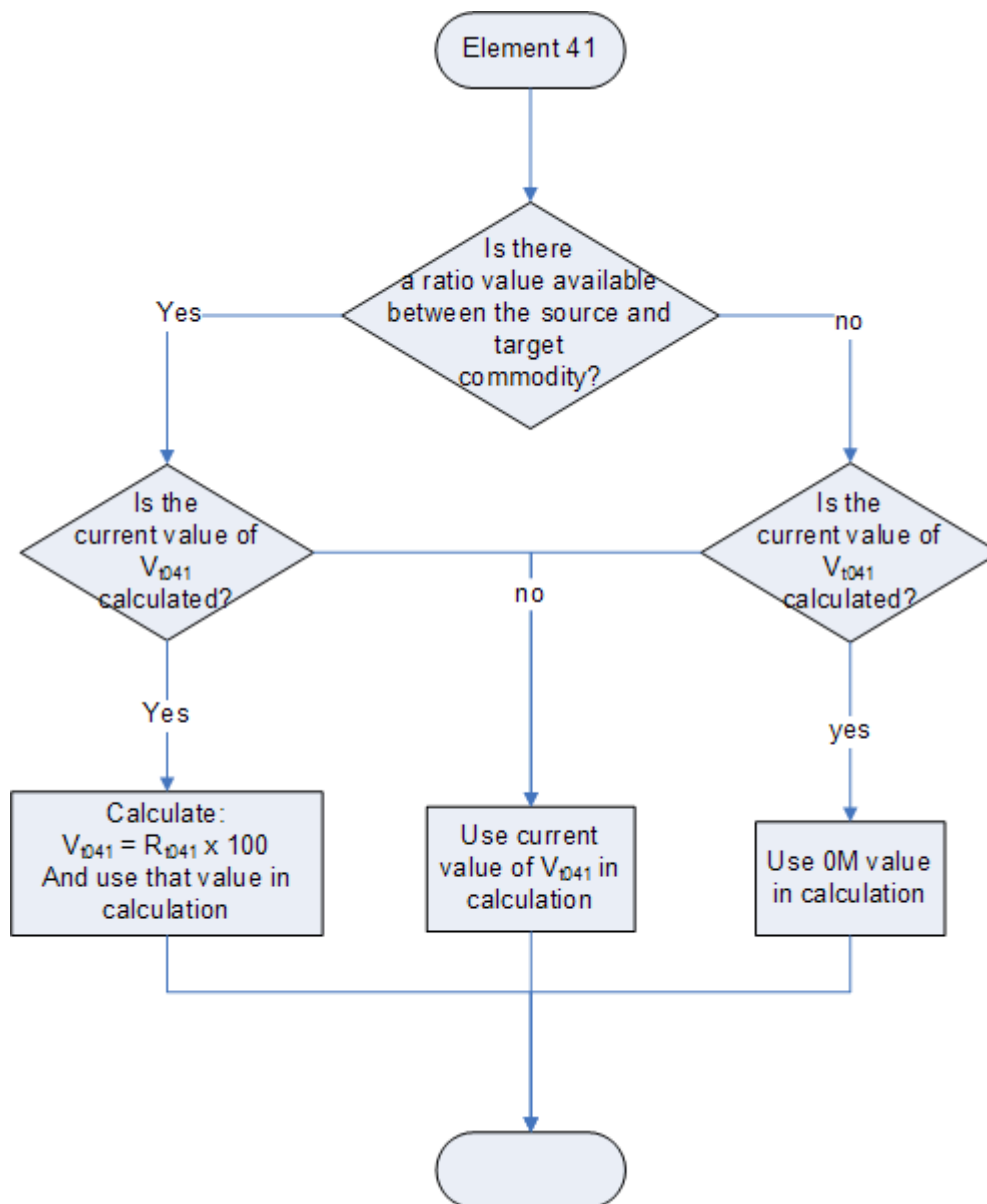 Element 41
Is there
a ratio value available
between the source and
target
commodity?
Yes
no
Is the
current value of
Vt041
calculated?
Is the
current value of
Vt041
calculated?
no
Yes
yes
Calculate:
Vt041 = Rt041 x 100
And use that value in
calculation
Use current
value of Vt041 in
calculation
Use 0M value
in calculation